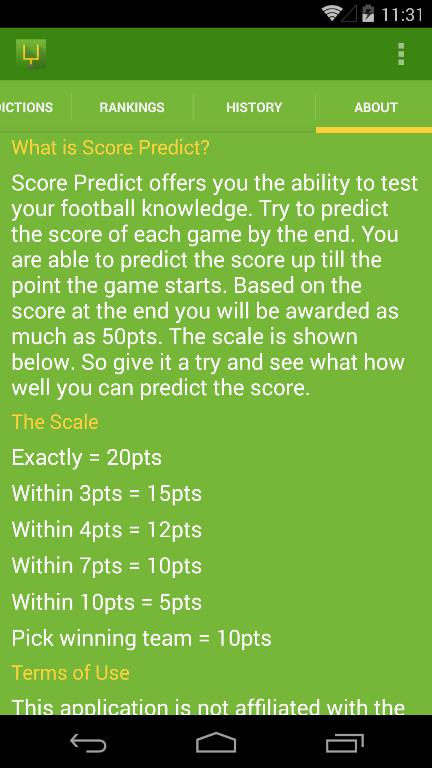 11:31
ICTIONS RANKINGS HISTORY ABOUT
What is Score Predict?
Score Predict offers you the ability to test
your football knowledge. Try to predict
the score of each game by the end. You
are able to predict the score up till the
point the game starts. Based on the
score at the end you will be awarded as
much as 50pts. The scale is shown
below. So give it a try and see what how
well you can predict the score.
The Scale
Exactly = 20pts
Within 3pts = 15pts
Within 4pts = 12pts
Within 7pts = 10pts
Within 10pts = 5pts
Pick winning team = 10pts
Terms of Use
This application is not affiliated with the